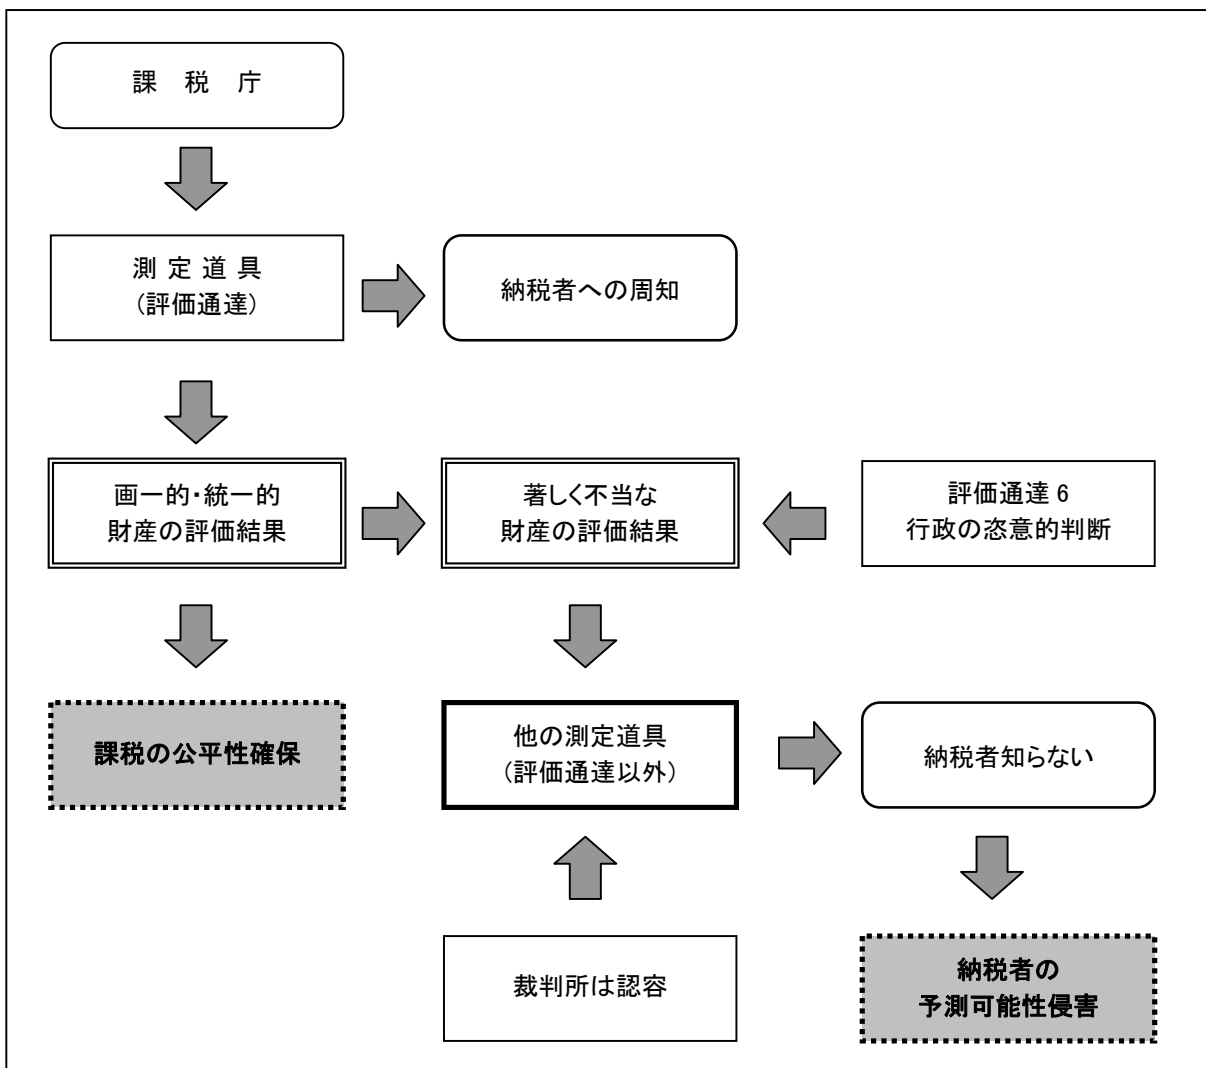 課 税 庁
測 定 道 具
(評価通達)
納税者への周知
画一的・統一的
財産の評価結果
著しく不当な
財産の評価結果
評価通達 6
行政の恣意的判断
課税の公平性確保
他の測定道具
(評価通達以外)
納税者知らない
裁判所は認容
納税者の
予測可能性侵害